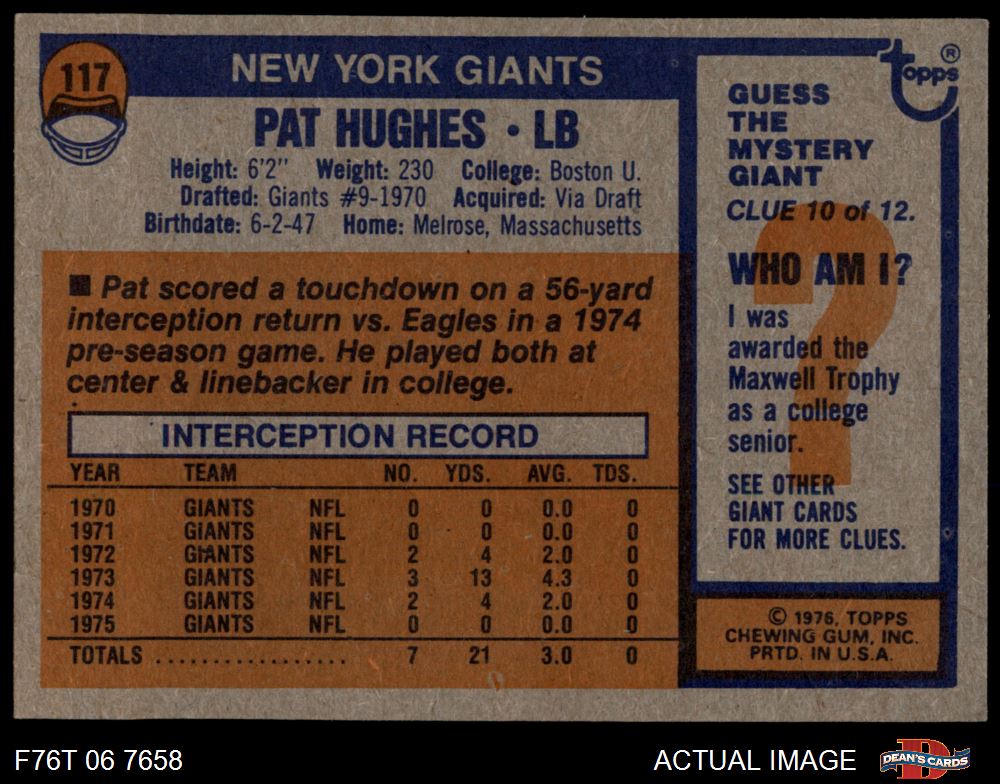 117
NEW YORK GIANTS
PAT HUGHES • LB
Height: 6'2" Weight: 230 College: Boston U.
Drafted: Giants #9-1970 Acquired: Via Draft
Birthdate: 6-2-47 Home: Melrose, Massachusetts
■ Pat scored a touchdown on a 56-yard
interception return vs. Eagles in a 1974
pre-season game. He played both at
center & linebacker in college.
INTERCEPTION RECORD
YEAR TEAM NO. YDS. AVG. TDS.
1970 GIANTS NFL 0 0 0.0 0
1971 GIANTS NFL 0 0 0.0 0
1972 GIANTS NFL 2 4 2.0 0
1973 GIANTS NFL 3 13 4.3 0
1974 GIANTS NFL 2 4 2.0 0
1975 GIANTS NFL 0 0 0.0 0
TOTALS ................. 7 21 3.0 0
topps ®
GUESS
THE
MYSTERY
GIANT
CLUE 10 of 12.
WHO AM I?
I was
awarded the
Maxwell Trophy
as a college
senior.
SEE OTHER
GIANT CARDS
FOR MORE CLUES.
© 1976, TOPPS
CHEWING GUM, INC.
PRTD. IN U.S.A.
F76T 06 7658
ACTUAL IMAGE
DEAN'S CARDS